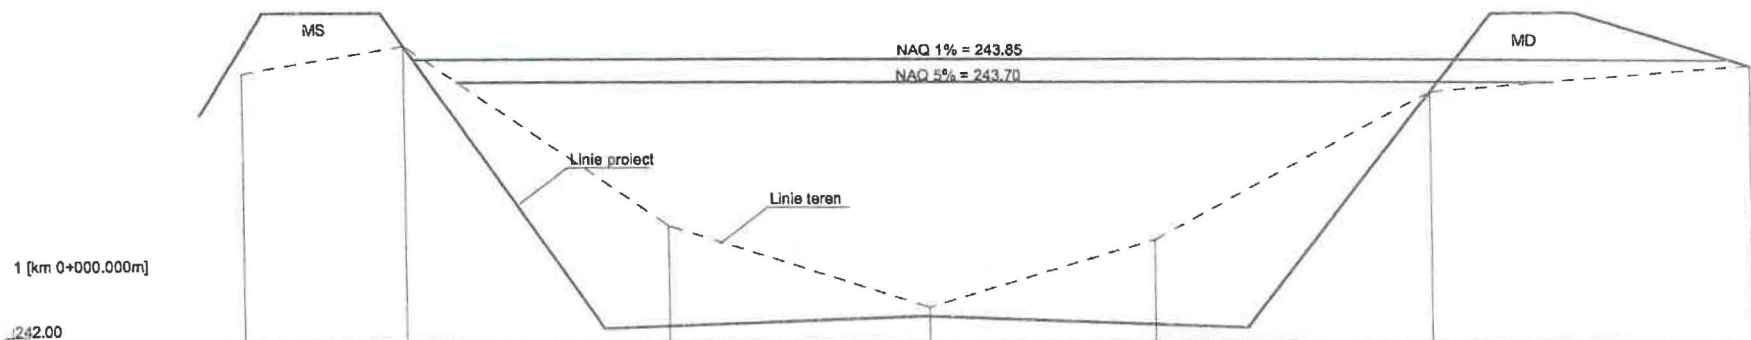 MS
MD
NAQ 1% = 243.85
NAQ 5% = 243.70
Linie proiect
Linie teren
1 [km 0+000.000m]
242.00